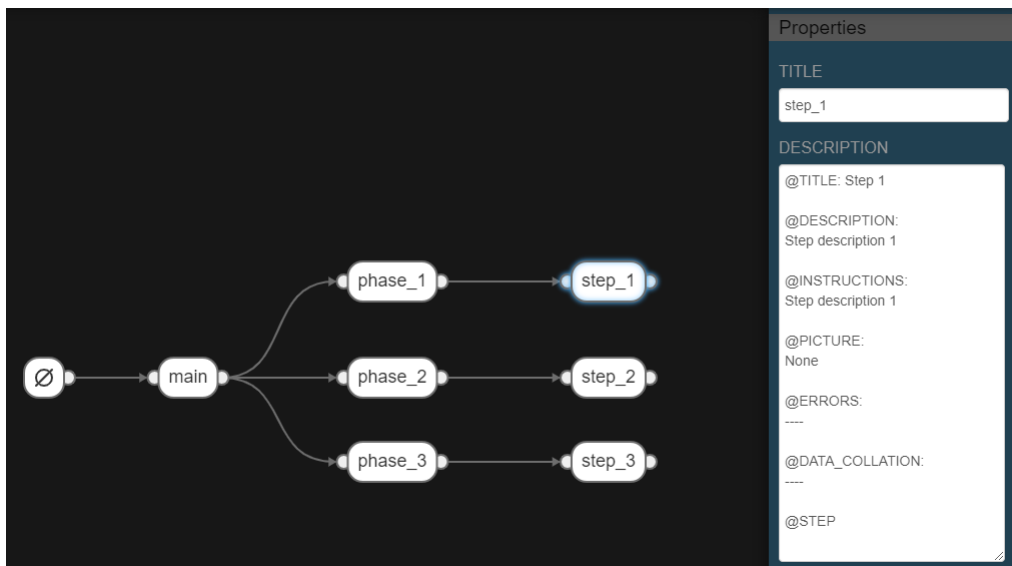 Properties
TITLE
step_1
DESCRIPTION
@TITLE: Step 1
@DESCRIPTION:
Step description 1
@INSTRUCTIONS:
Step description 1
@PICTURE:
None
@ERRORS:
----
@DATA_COLLATION:
----
@STEP
phase_1
step_1
∅
main
phase_2
step_2
phase_3
step_3